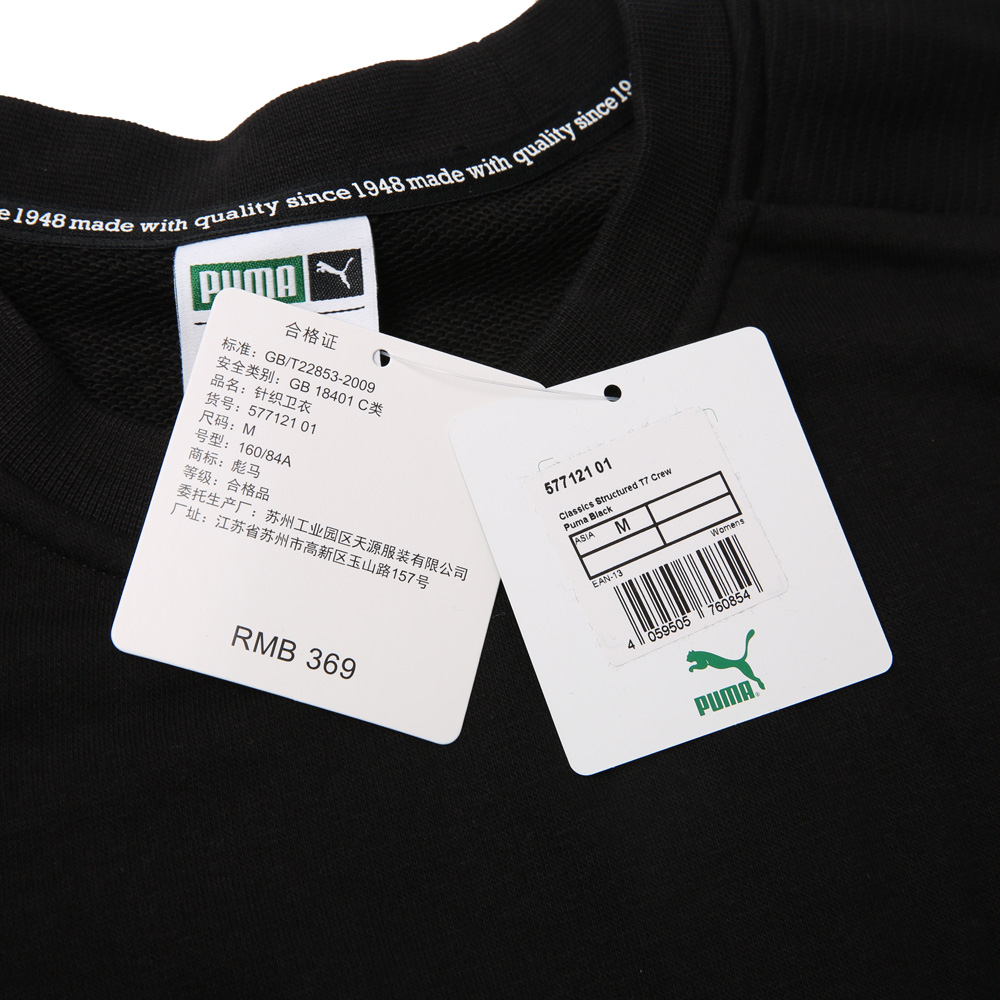 e 1948 made with quality since 1948 made with quality since 19
PUMA
合格证
标准：GB/T22853-2009
安全类别：GB 18401 C类
品名：针织卫衣
货号：577121 01
尺码：M
号型：160/84A
商标：彪马
等级：合格品
委托生产厂：苏州工业园区天源服装有限公司
厂址：江苏省苏州市高新区玉山路157号
RMB 369
577121 01
Classics Structured T7 Crew
Puma Black
ASIA M
Womens
EAN-13
4 059505 760854
PUMA®